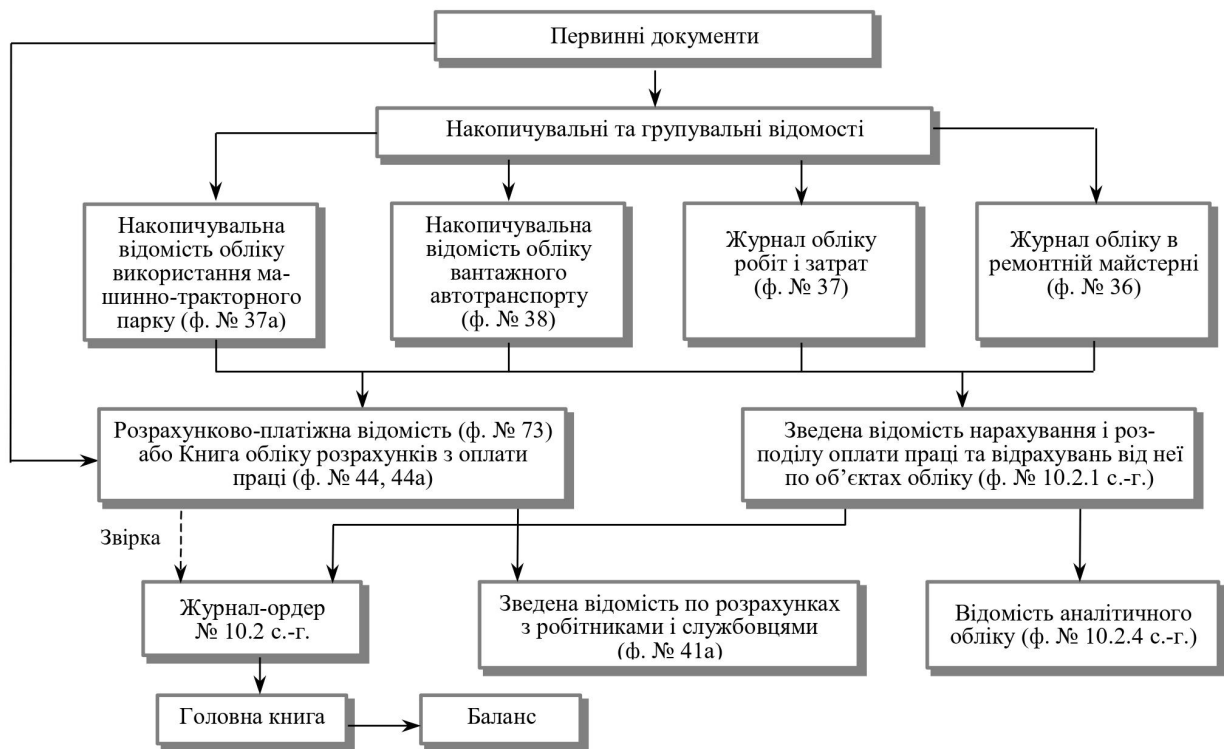 Первинні документи
Накопичувальні та групувальні відомості
Накопичувальна
відомість обліку
використання ма-
шинно-тракторного
парку (ф. № 37а)
Накопичувальна
відомість обліку
вантажного
автотранспорту
(ф. № 38)
Журнал обліку
робіт і затрат
(ф. № 37)
Журнал обліку в
ремонтній майстерні
(ф. № 36)
Розрахунково-платіжна відомість (ф. № 73)
або Книга обліку розрахунків з оплати
праці (ф. № 44, 44а)
Зведена відомість нарахування і роз-
поділу оплати праці та відрахувань від неї
по об’єктах обліку (ф. № 10.2.1 с.-г.)
Звірка
Журнал-ордер
№ 10.2 с.-г.
Зведена відомість по розрахунках
з робітниками і службовцями
(ф. № 41а)
Відомість аналітичного
обліку (ф. № 10.2.4 с.-г.)
Головна книга
Баланс